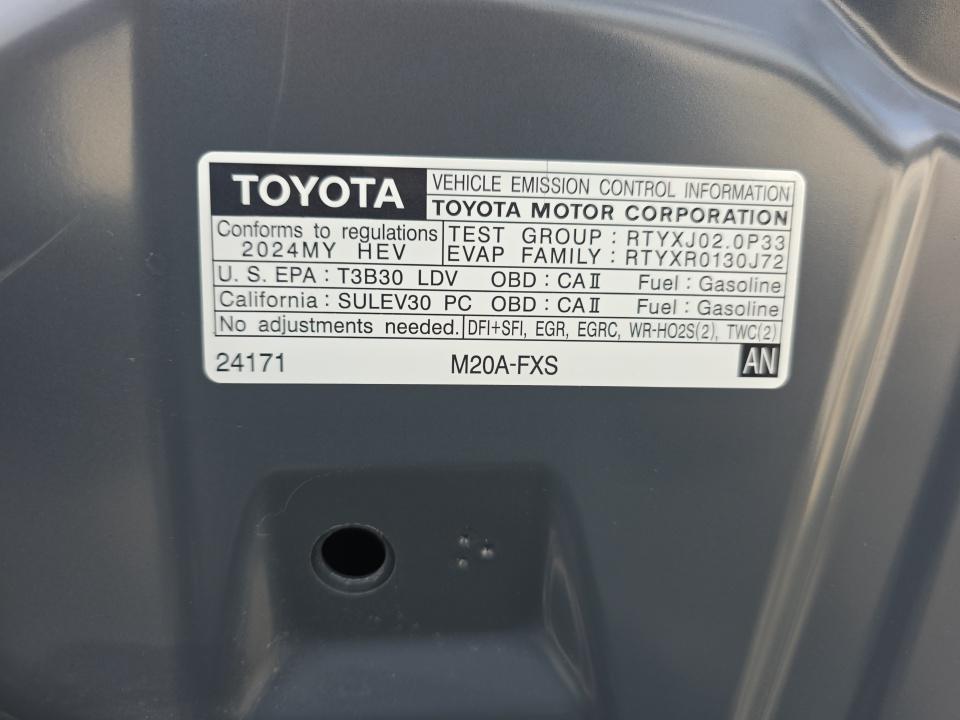 TOYOTA VEHICLE EMISSION CONTROL INFORMATION
TOYOTA MOTOR CORPORATION
Conforms to regulations TEST GROUP : RTYXJ02.0P33
2024MY HEV EVAP FAMILY : RTYXR0130J72
U. S. EPA : T3B30 LDV OBD : CAⅡ Fuel : Gasoline
California : SULEV30 PC OBD : CAⅡ Fuel : Gasoline
No adjustments needed. DFI+SFI, EGR, EGRC, WR-HO2S(2), TWC(2)
24171 M20A-FXS AN